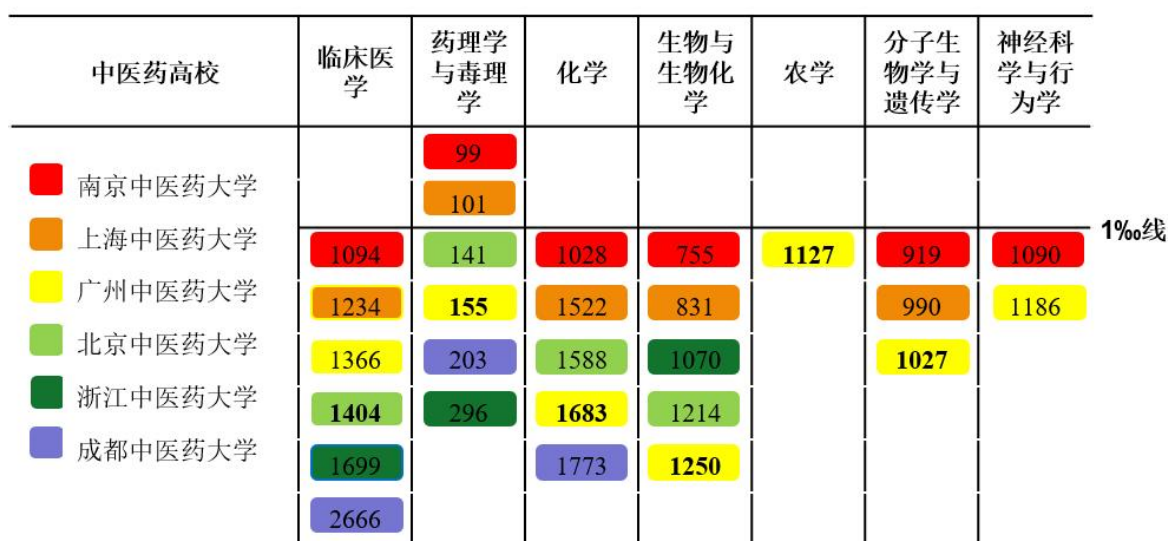 中医药高校
临床医
学
药理学
与毒理
学
化学
生物与
生物化
学
农学
分子生
物学与
遗传学
神经科
学与行
为学
南京中医药大学
上海中医药大学
广州中医药大学
北京中医药大学
浙江中医药大学
成都中医药大学
99
101
1‰线
1094 141 1028 755 1127 919 1090
1234 155 1522 831 990 1186
1366 203 1588 1070 1027
1404 296 1683 1214
1699 1773 1250
2666